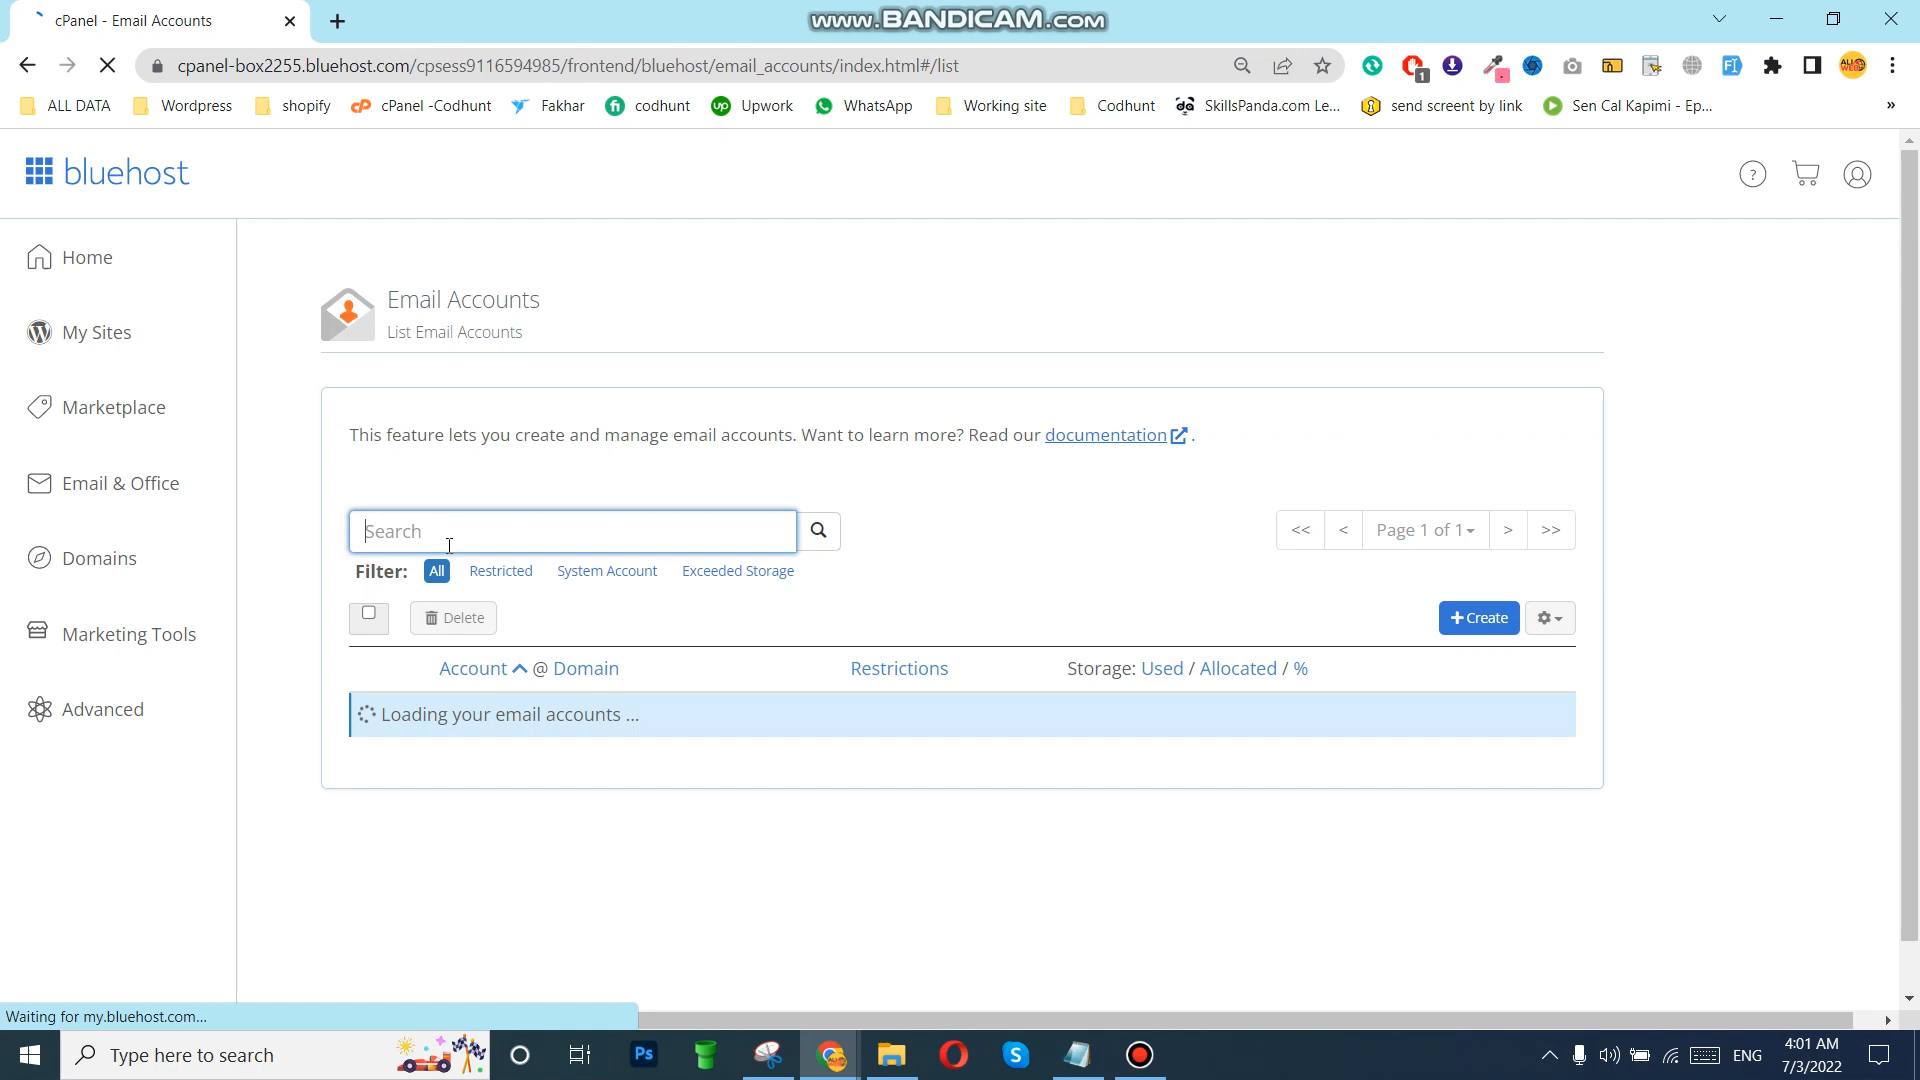 cPanel - Email Accounts
www.BANDICAM.com
cpanel-box2255.bluehost.com/cpsess9116594985/frontend/bluehost/email_accounts/index.html#/list
1
ALL DATA
Wordpress
shopify
cPanel -Codhunt
Fakhar
codhunt
Upwork
WhatsApp
Working site
Codhunt
SkillsPanda.com Le...
send screent by link
Sen Cal Kapimi - Ep...
»
bluehost
?
Home
My Sites
Marketplace
Email & Office
Domains
Marketing Tools
Advanced
Email Accounts
List Email Accounts
This feature lets you create and manage email accounts. Want to learn more? Read our documentation .
Search
<< < Page 1 of 1 > >>
Filter: All Restricted System Account Exceeded Storage
Delete
+ Create
Account @ Domain Restrictions Storage: Used / Allocated / %
Loading your email accounts ...
Waiting for my.bluehost.com...
Type here to search
Ps
S
ENG
4:01 AM
7/3/2022